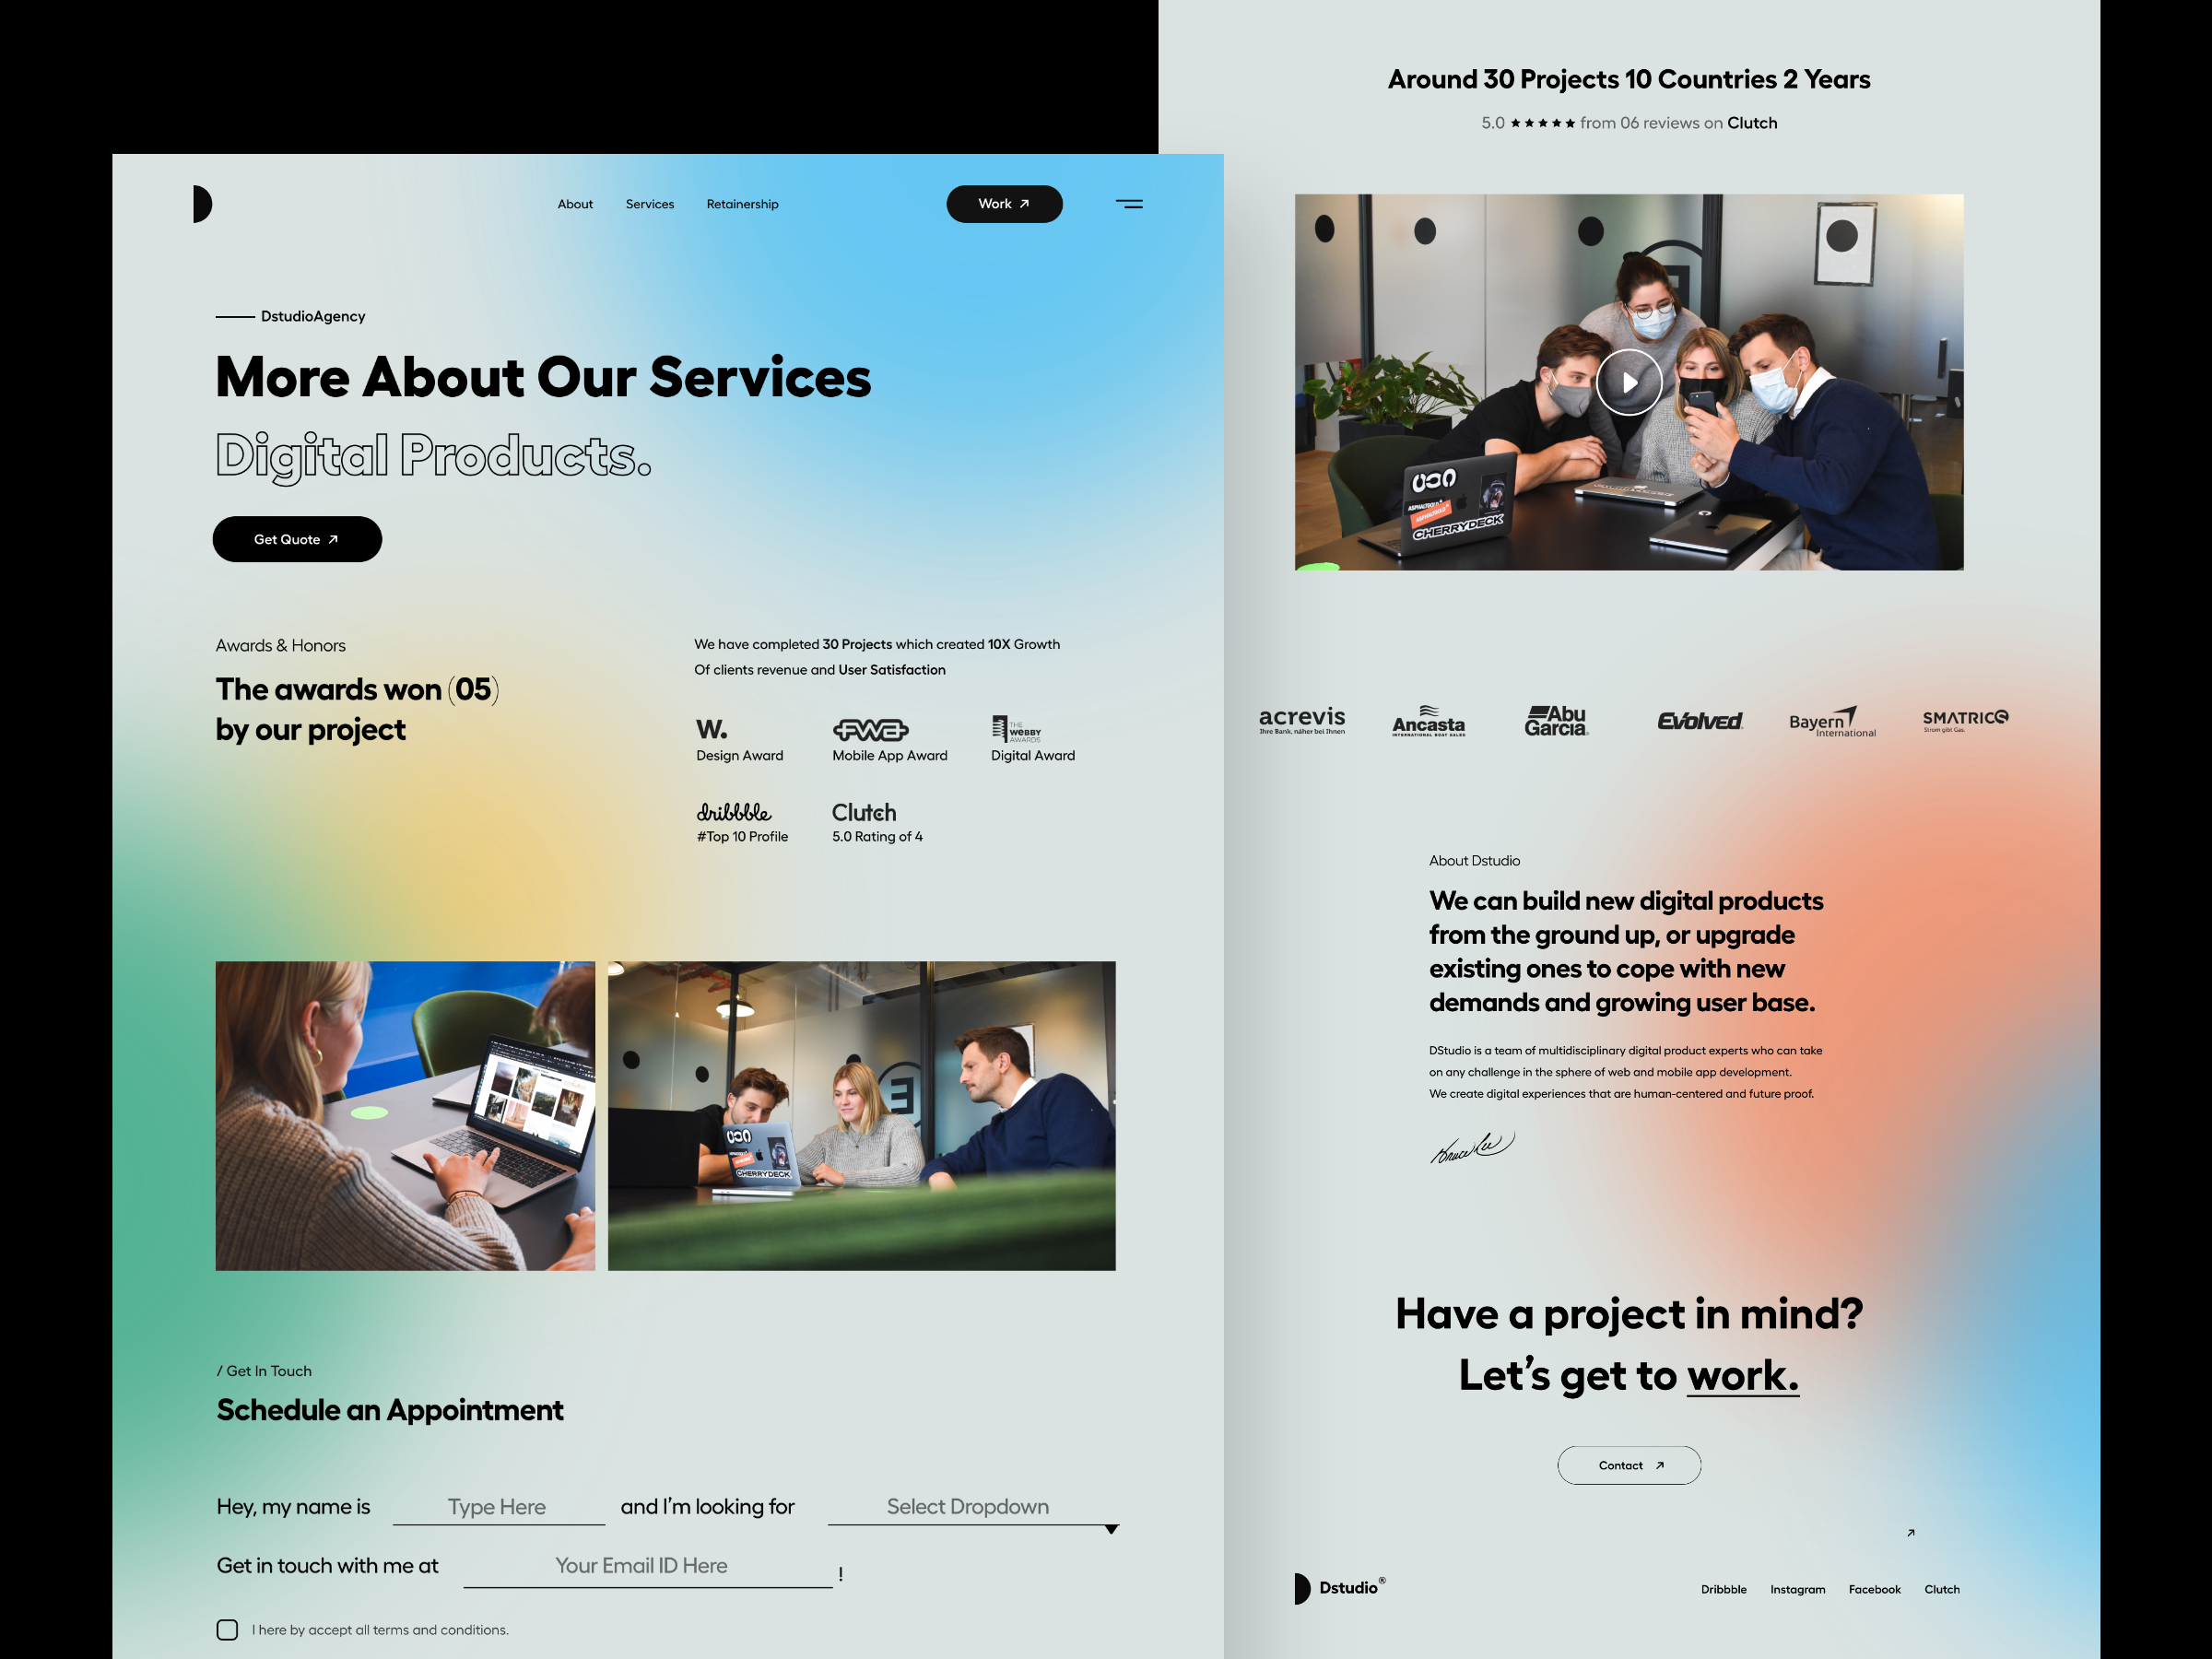 About
Services
Retainership
Work
DstudioAgency
More About Our Services
Digital Products.
Get Quote
Awards & Honors
The awards won (05)
by our project
We have completed 30 Projects which created 10X Growth
Of clients revenue and User Satisfaction
W.
Design Award
FWA
Mobile App Award
THE
WEBBY
AWARDS
Digital Award
dribbble
#Top 10 Profile
Clutch
5.0 Rating of 4
CHERRYDECK
/ Get In Touch
Schedule an Appointment
Hey, my name is Type Here and I'm looking for Select Dropdown
Get in touch with me at Your Email ID Here !
I here by accept all terms and conditions.
Around 30 Projects 10 Countries 2 Years
5.0 ★★★★★ from 06 reviews on Clutch
ASPHALTGOLD
ASPHALTGOLD
CHERRYDECK
acrevis
Ihre Bank, näher bei Ihnen
Ancasta
INTERNATIONAL BOAT SALES
Abu
Garcia
Evolved
Bayern
International
SMATRICS
Strom gibt Gas.
About Dstudio
We can build new digital products
from the ground up, or upgrade
existing ones to cope with new
demands and growing user base.
DStudio is a team of multidisciplinary digital product experts who can take
on any challenge in the sphere of web and mobile app development.
We create digital experiences that are human-centered and future proof.
Bruce Lee
Have a project in mind?
Let's get to work.
Contact
Dstudio®
Dribbble
Instagram
Facebook
Clutch